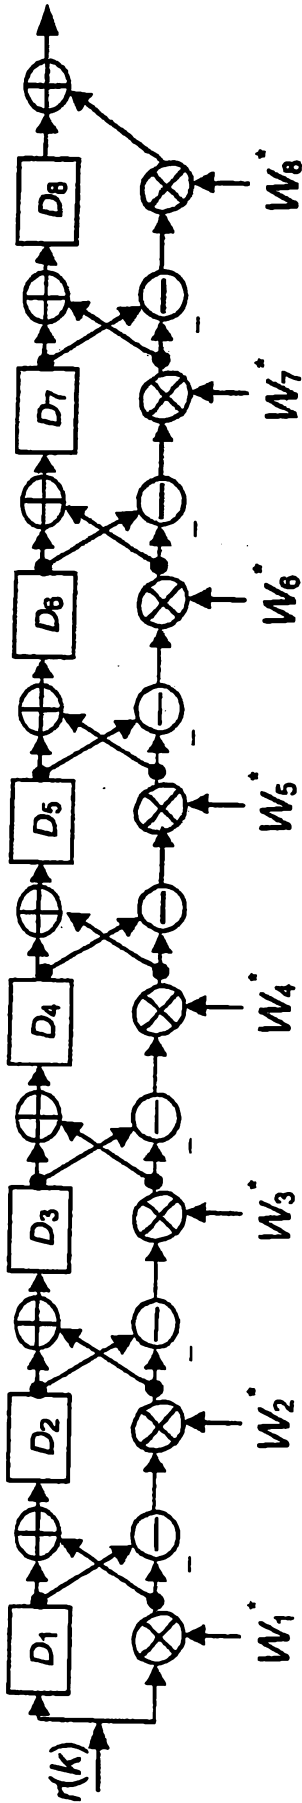 r(k)
D₁ D₂ D₃ D₄ D₅ D₆ D₇ D₈
W₁* W₂* W₃* W₄* W₅* W₆* W₇* W₈*